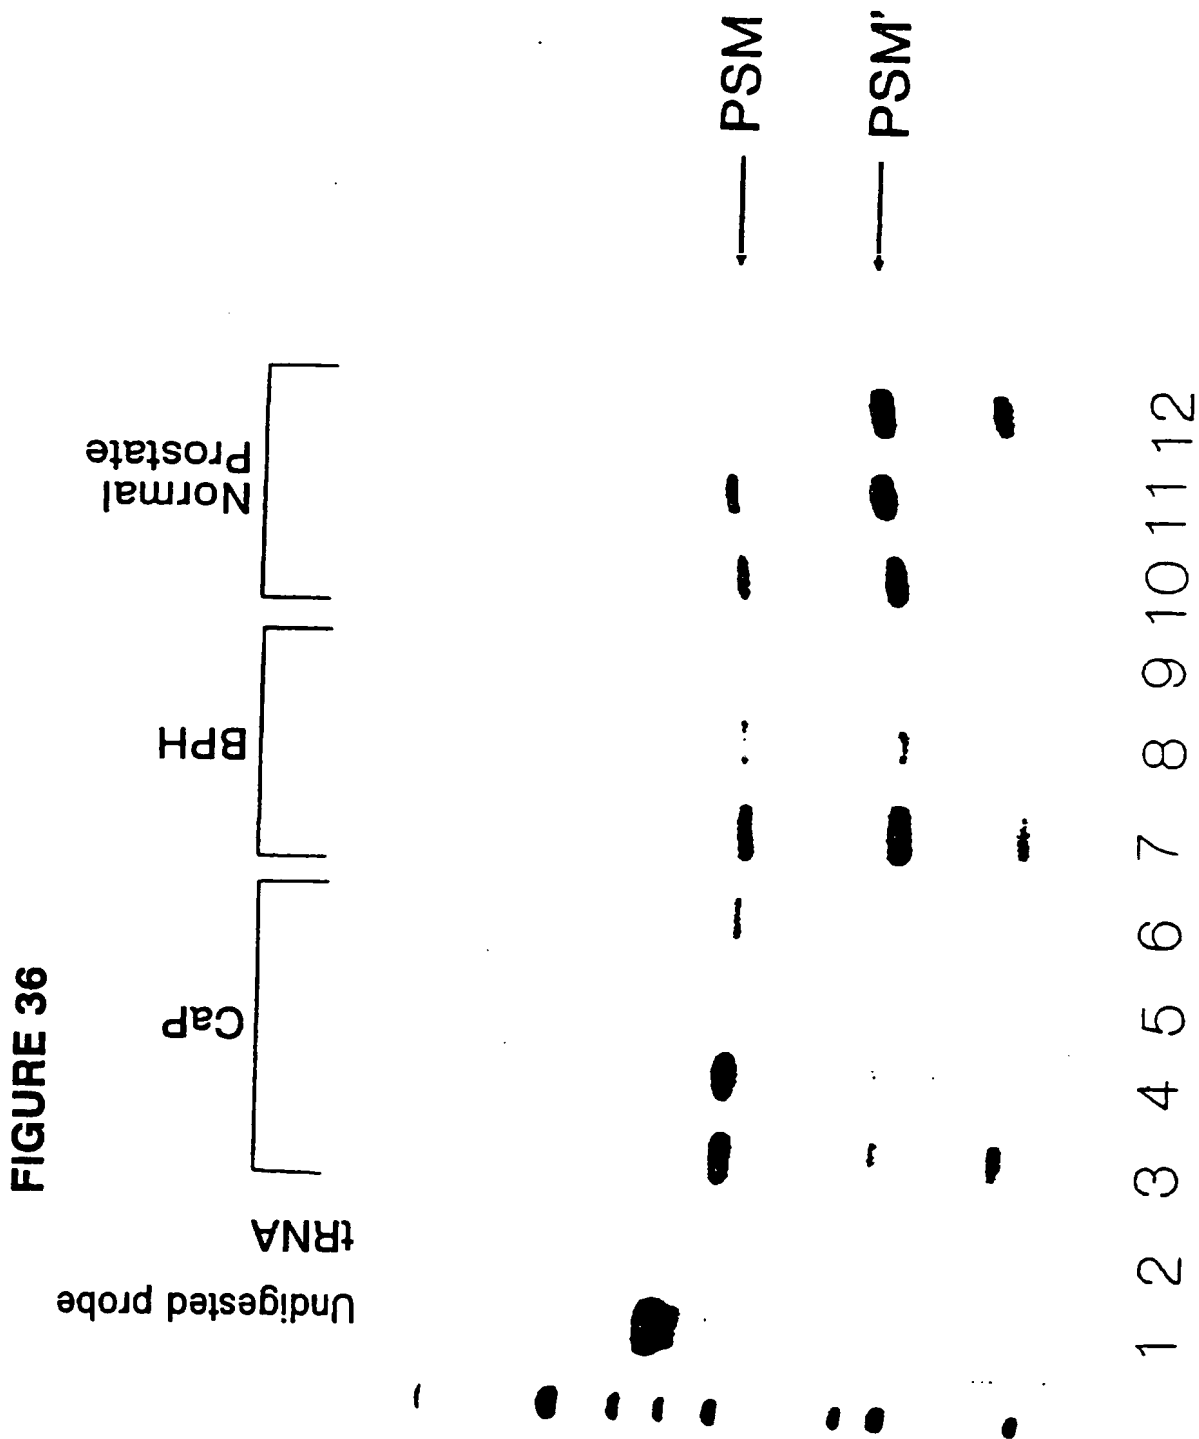 FIGURE 36
Undigested probe
tRNA
CaP
BPH
Normal
Prostate
PSM
PSM'
1 2 3 4 5 6 7 8 9 10 11 12